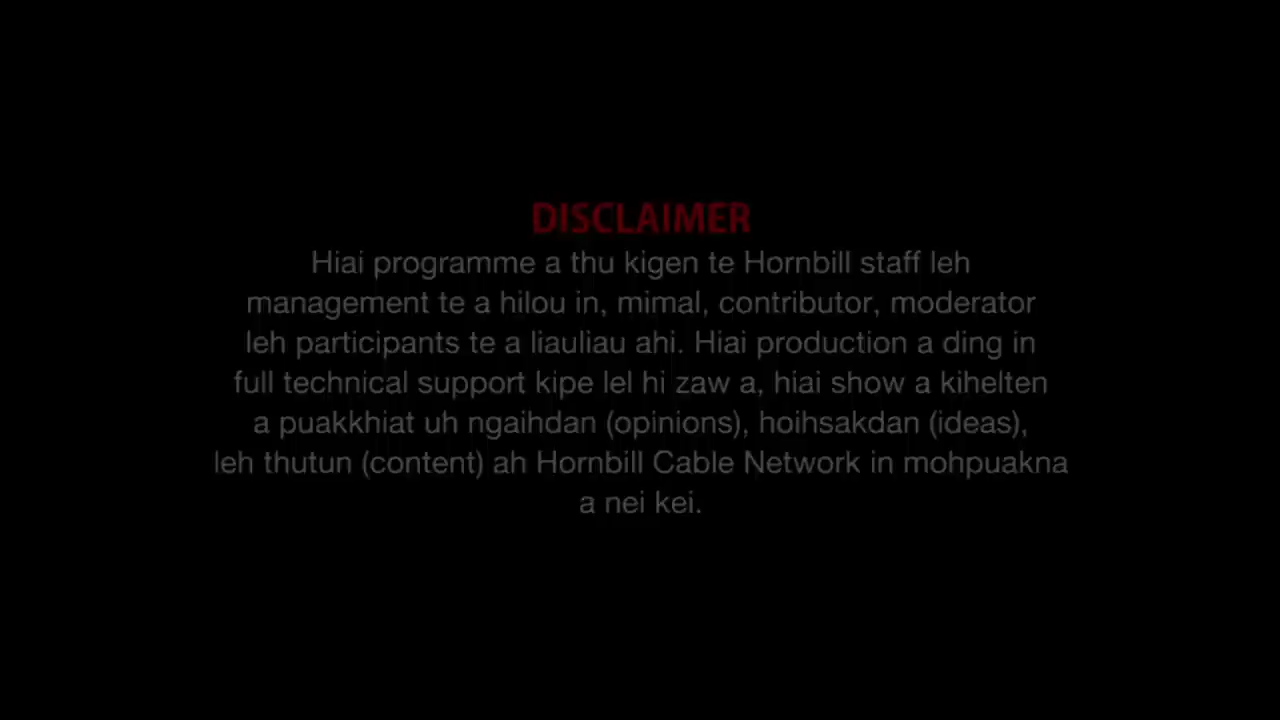 DISCLAIMER
Hiai programme a thu kigen te Hornbill staff leh
management te a hilou in, mimal, contributor, moderator
leh participants te a liauliau ahi. Hiai production a ding in
full technical support kipe lel hi zaw a, hiai show a kihelten
a puakkhiat uh ngaihdan (opinions), hoihsakdan (ideas),
leh thutun (content) ah Hornbill Cable Network in mohpuakna
a nei kei.